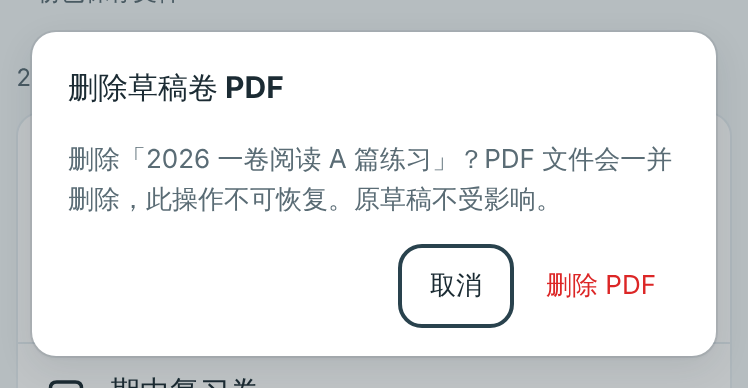 2
删除草稿卷 PDF
删除「2026 一卷阅读 A 篇练习」？PDF 文件会一并
删除，此操作不可恢复。原草稿不受影响。
取消
删除 PDF
期中复习卷